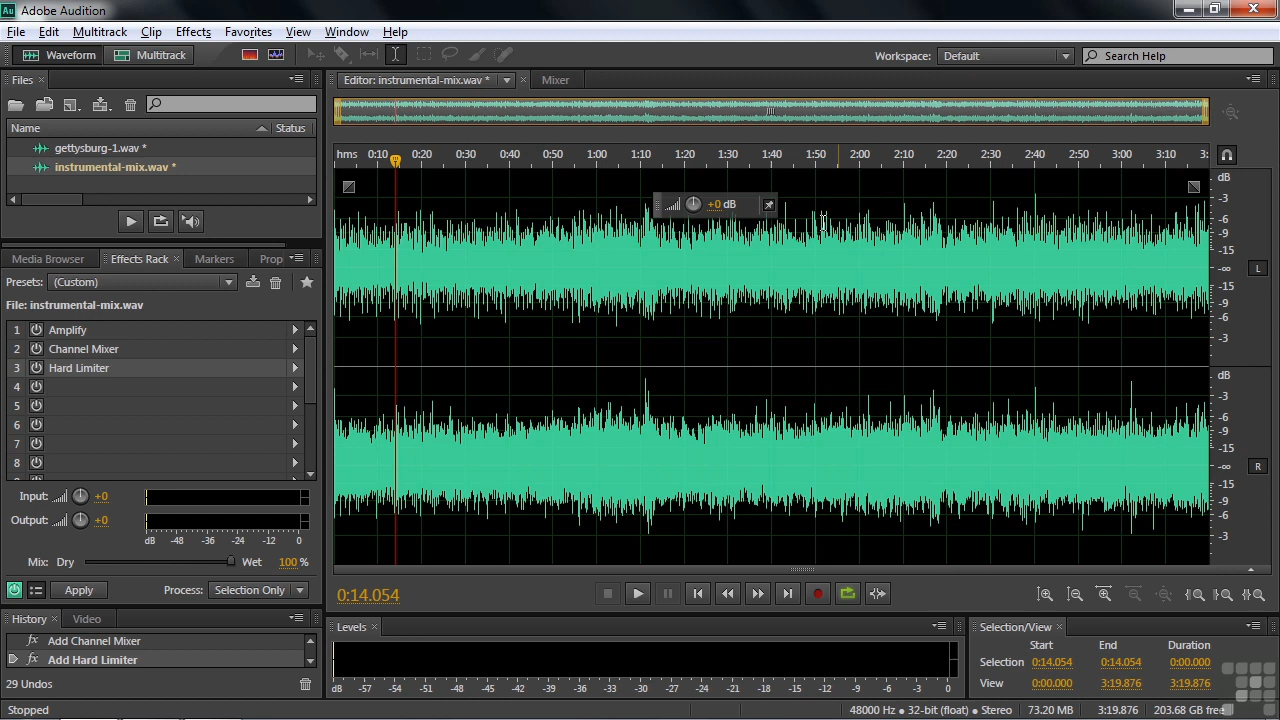 Au Adobe Audition
File Edit Multitrack Clip Effects Favorites View Window Help
Waveform Multitrack Workspace: Default Search Help
Files × Editor: instrumental-mix.wav * × Mixer
Name Status
gettysburg-1.wav *
instrumental-mix.wav *
hms 0:10 0:20 0:30 0:40 0:50 1:00 1:10 1:20 1:30 1:40 1:50 2:00 2:10 2:20 2:30 2:40 2:50 3:00 3:10 3:
+0 dB
dB
-3
-6
-9
-15
-∞
-15
-9
-6
-3
L
dB
-3
-6
-9
-15
-∞
-15
-9
-6
-3
R
Media Browser Effects Rack × Markers Prop
Presets: (Custom)
File: instrumental-mix.wav
1 Amplify
2 Channel Mixer
3 Hard Limiter
4
5
6
7
8
Input: +0
Output: +0
dB -48 -36 -24 -12 0
Mix: Dry Wet 100 %
Apply Process: Selection Only
0:14.054
History × Video
Add Channel Mixer
fx Add Hard Limiter
29 Undos
Levels ×
dB -57 -54 -51 -48 -45 -42 -39 -36 -33 -30 -27 -24 -21 -18 -15 -12 -9 -6 -3 0
Selection/View ×
Start End Duration
Selection 0:14.054 0:14.054 0:00.000
View 0:00.000 3:19.876 3:19.876
Stopped 48000 Hz ● 32-bit (float) ● Stereo 73.20 MB 3:19.876 203.68 GB free